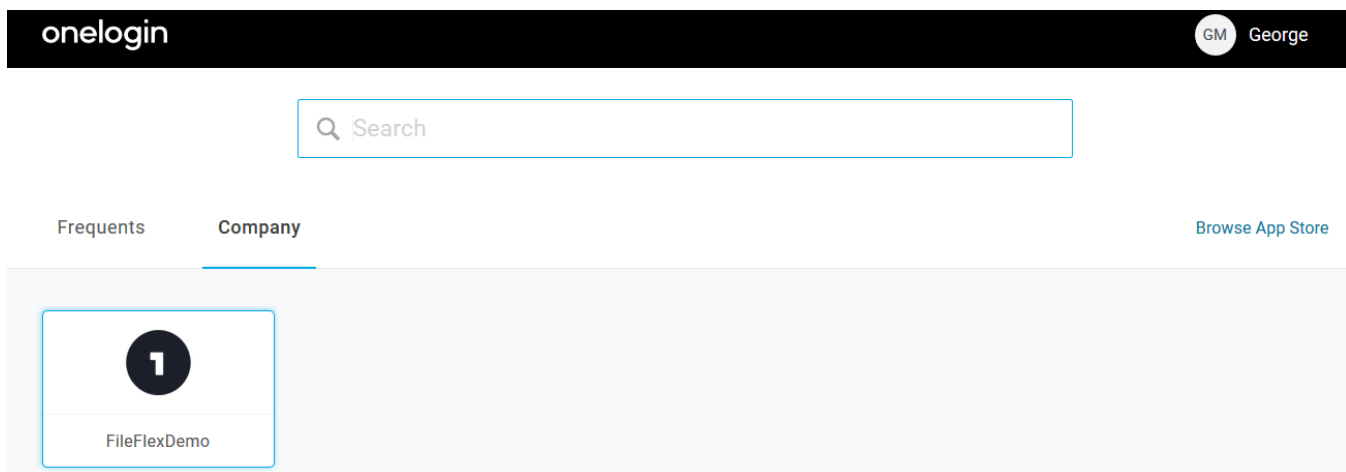 onelogin
GM George
Search
Frequents Company Browse App Store
1
FileFlexDemo